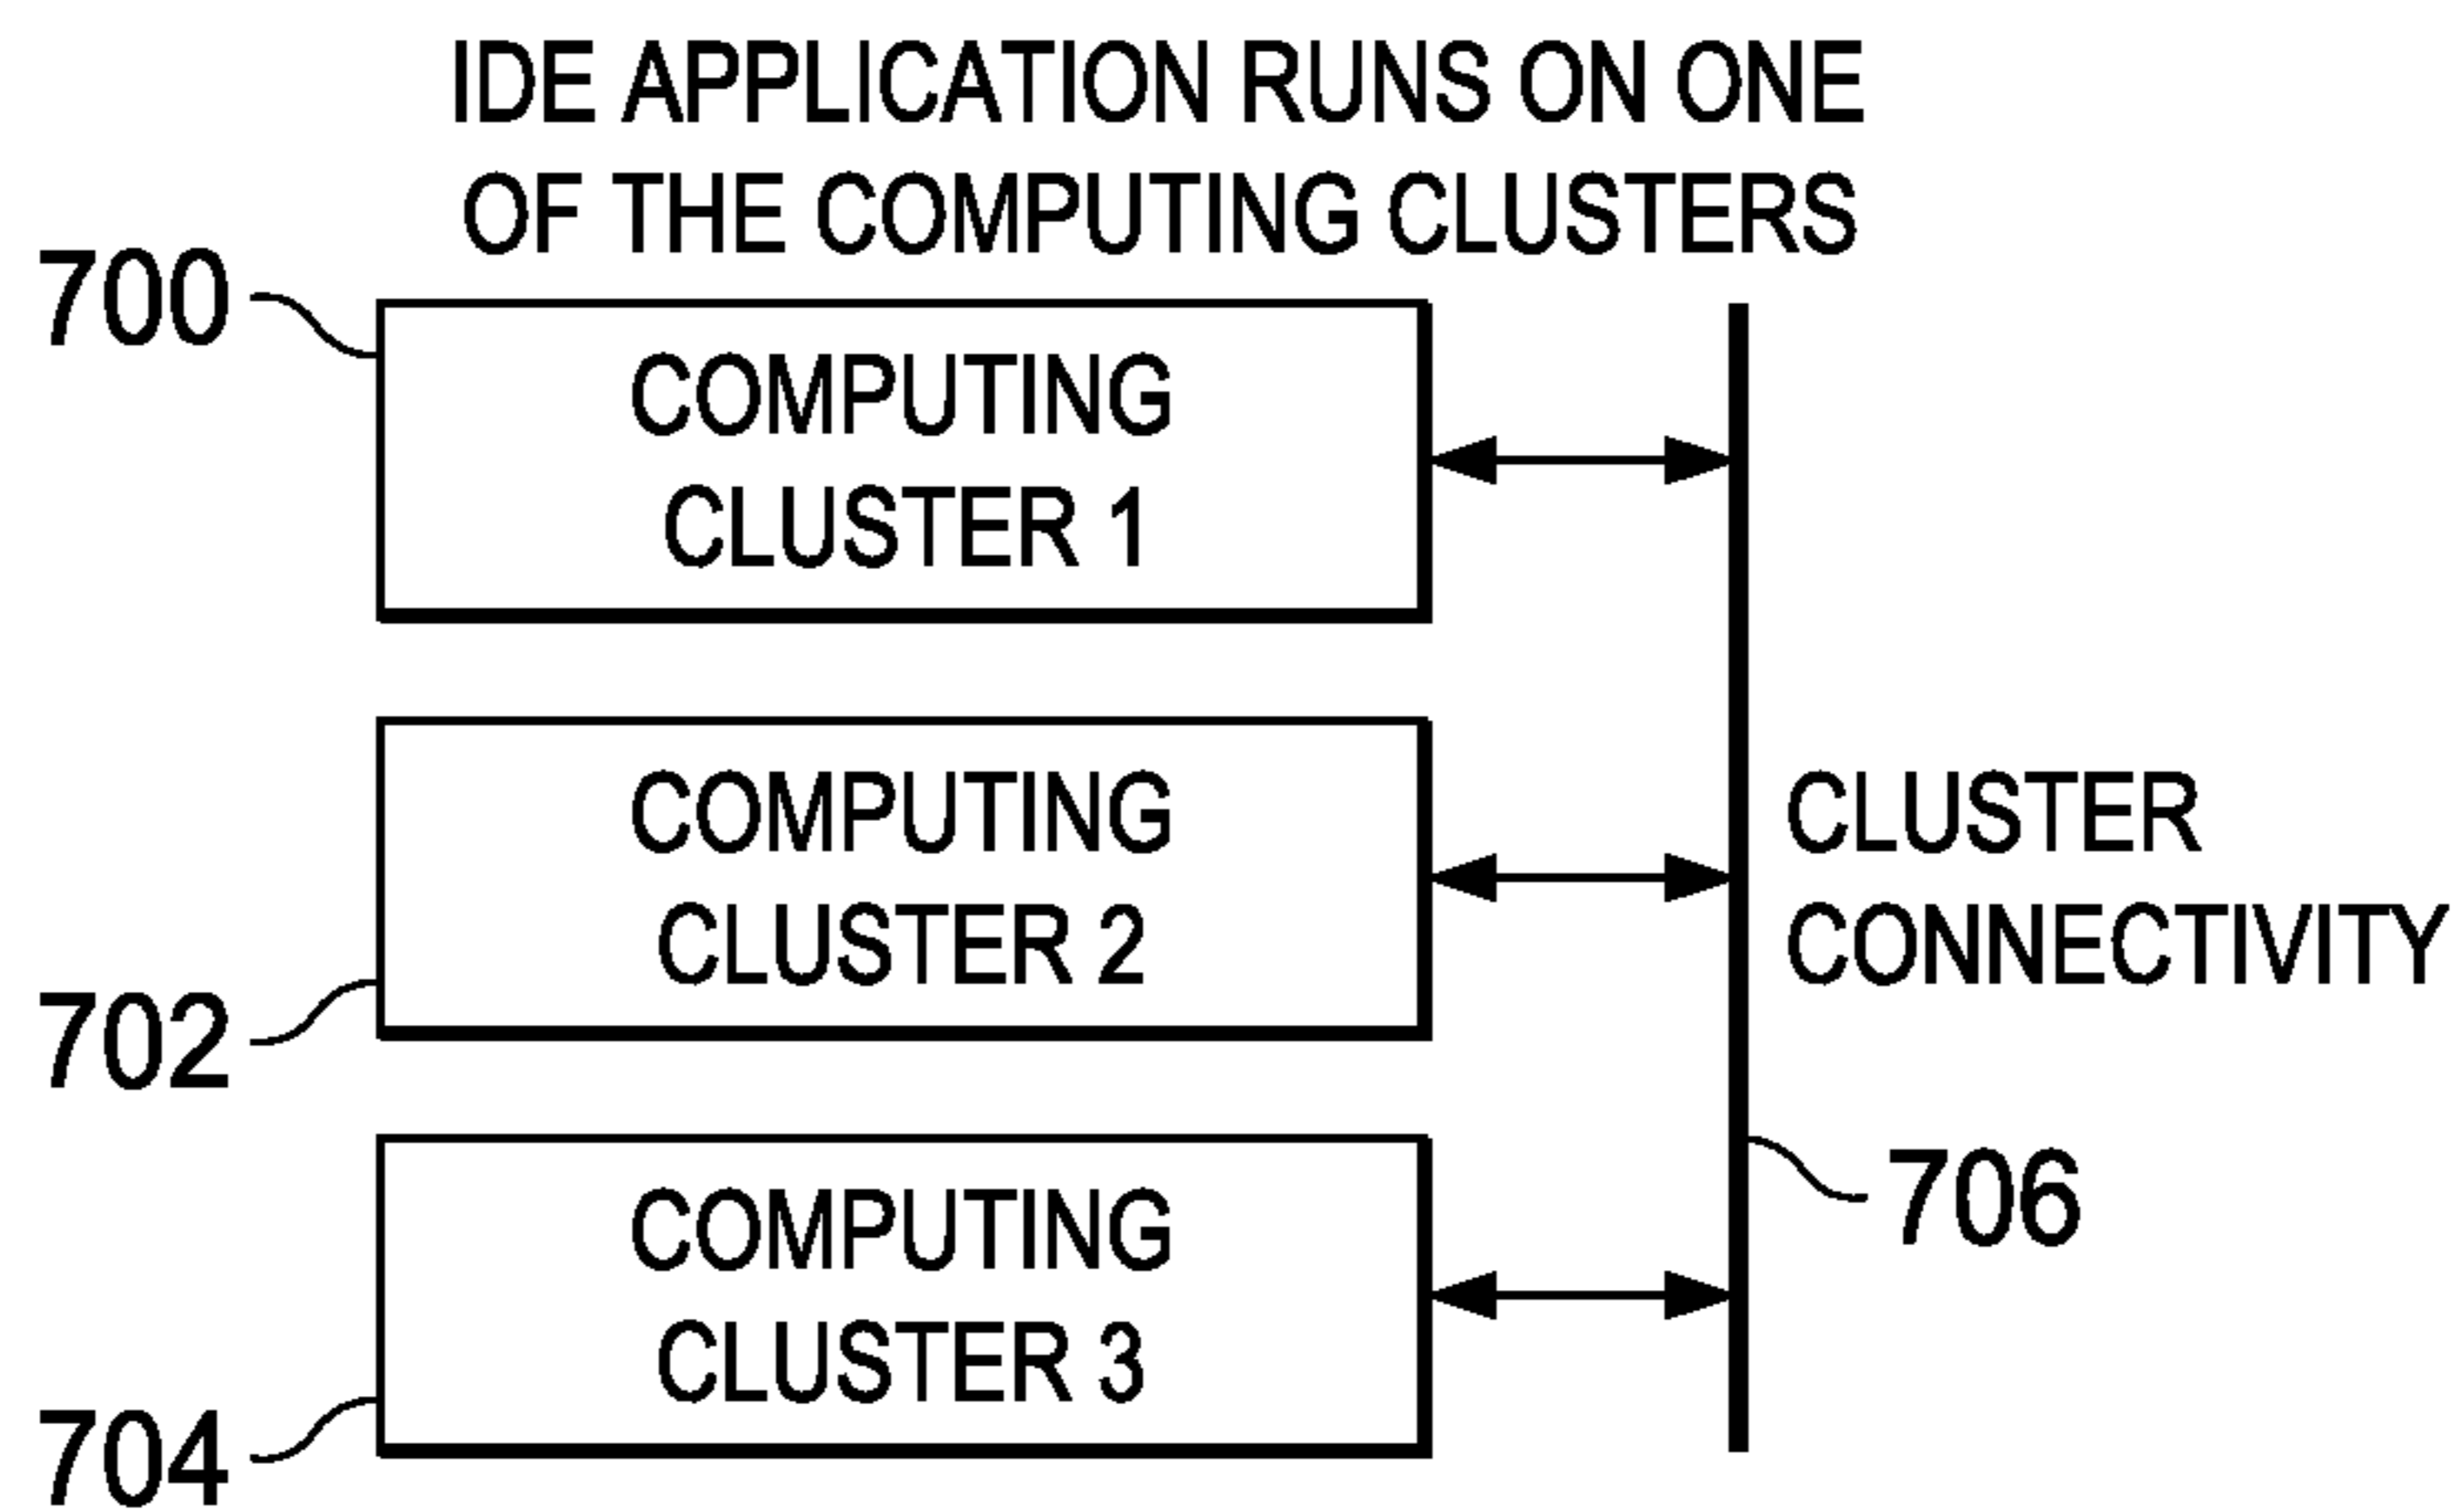 IDE APPLICATION RUNS ON ONE
OF THE COMPUTING CLUSTERS
700
COMPUTING
CLUSTER 1
702
COMPUTING
CLUSTER 2
CLUSTER
CONNECTIVITY
704
COMPUTING
CLUSTER 3
706